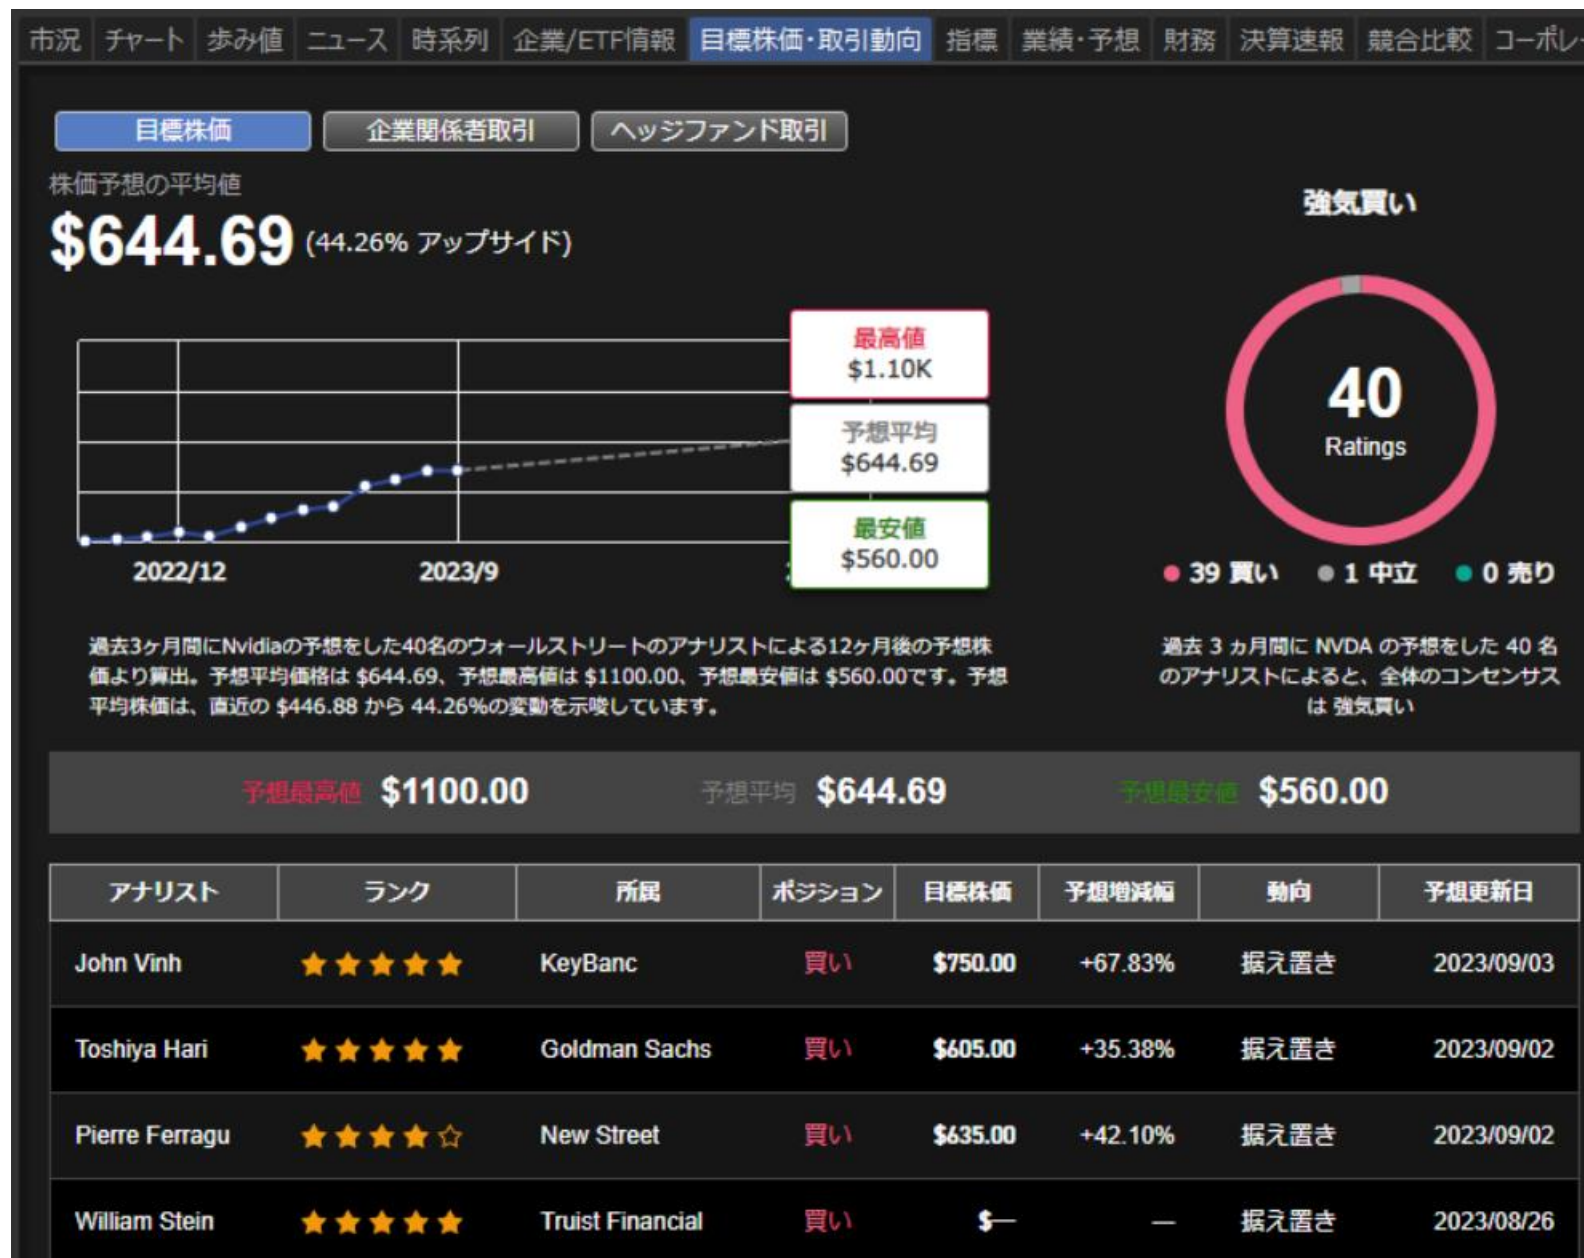 市況 チャート 歩み値 ニュース 時系列 企業/ETF情報 目標株価・取引動向 指標 業績・予想 財務 決算速報 競合比較 コーポレ
目標株価 企業関係者取引 ヘッジファンド取引
株価予想の平均値
$644.69 (44.26% アップサイド)
強気買い
最高値
$1.10K
予想平均
$644.69
最安値
$560.00
2022/12 2023/9
40
Ratings
39 買い 1 中立 0 売り
過去3ヶ月間にNvidiaの予想をした40名のウォールストリートのアナリストによる12ヶ月後の予想株
価より算出。予想平均価格は $644.69、予想最高値は $1100.00、予想最安値は $560.00です。予想
平均株価は、直近の $446.88 から 44.26%の変動を示唆しています。
過去 3 ヵ月間に NVDA の予想をした 40 名
のアナリストによると、全体のコンセンサス
は 強気買い
予想最高値 $1100.00 予想平均 $644.69 予想最安値 $560.00
アナリスト ランク 所属 ポジション 目標株価 予想増減幅 動向 予想更新日
John Vinh ★★★★★ KeyBanc 買い $750.00 +67.83% 据え置き 2023/09/03
Toshiya Hari ★★★★★ Goldman Sachs 買い $605.00 +35.38% 据え置き 2023/09/02
Pierre Ferragu ★★★★☆ New Street 買い $635.00 +42.10% 据え置き 2023/09/02
William Stein ★★★★★ Truist Financial 買い $— — 据え置き 2023/08/26